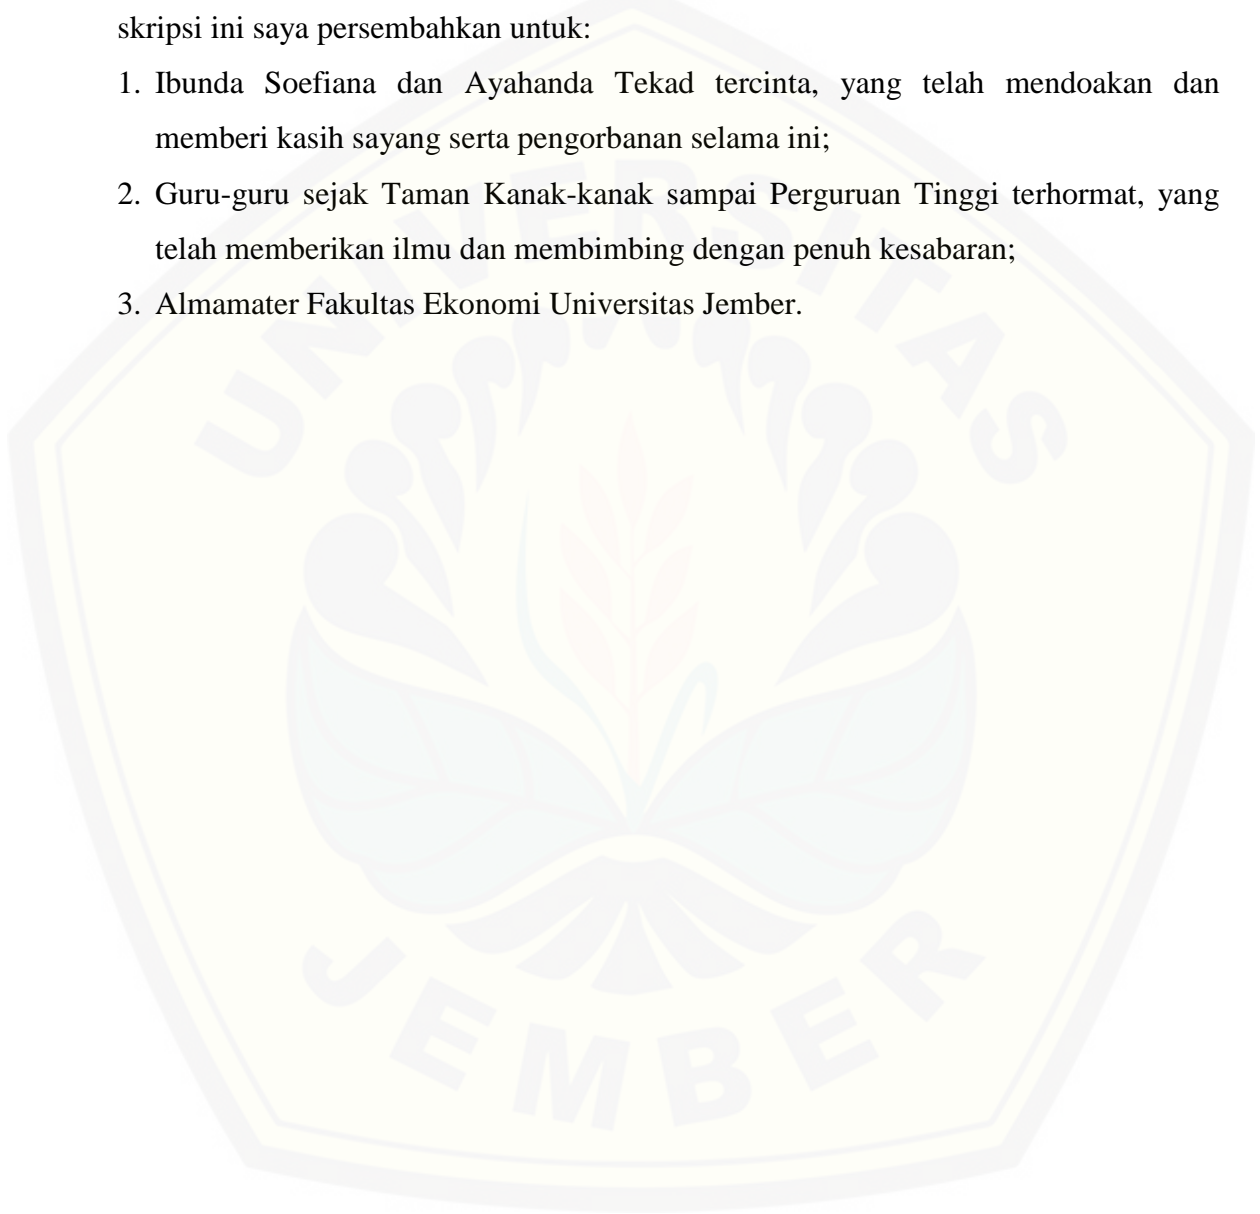 skripsi ini saya persembahkan untuk:
1. Ibunda Soefiana dan Ayahanda Tekad tercinta, yang telah mendoakan dan
memberi kasih sayang serta pengorbanan selama ini;
2. Guru-guru sejak Taman Kanak-kanak sampai Perguruan Tinggi terhormat, yang
telah memberikan ilmu dan membimbing dengan penuh kesabaran;
3. Almamater Fakultas Ekonomi Universitas Jember.
UNIVERSITAS
JEMBER